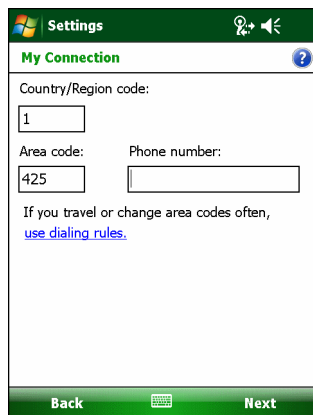 Settings
My Connection
?
Country/Region code:
1
Area code: Phone number:
425
If you travel or change area codes often,
use dialing rules.
Back Next